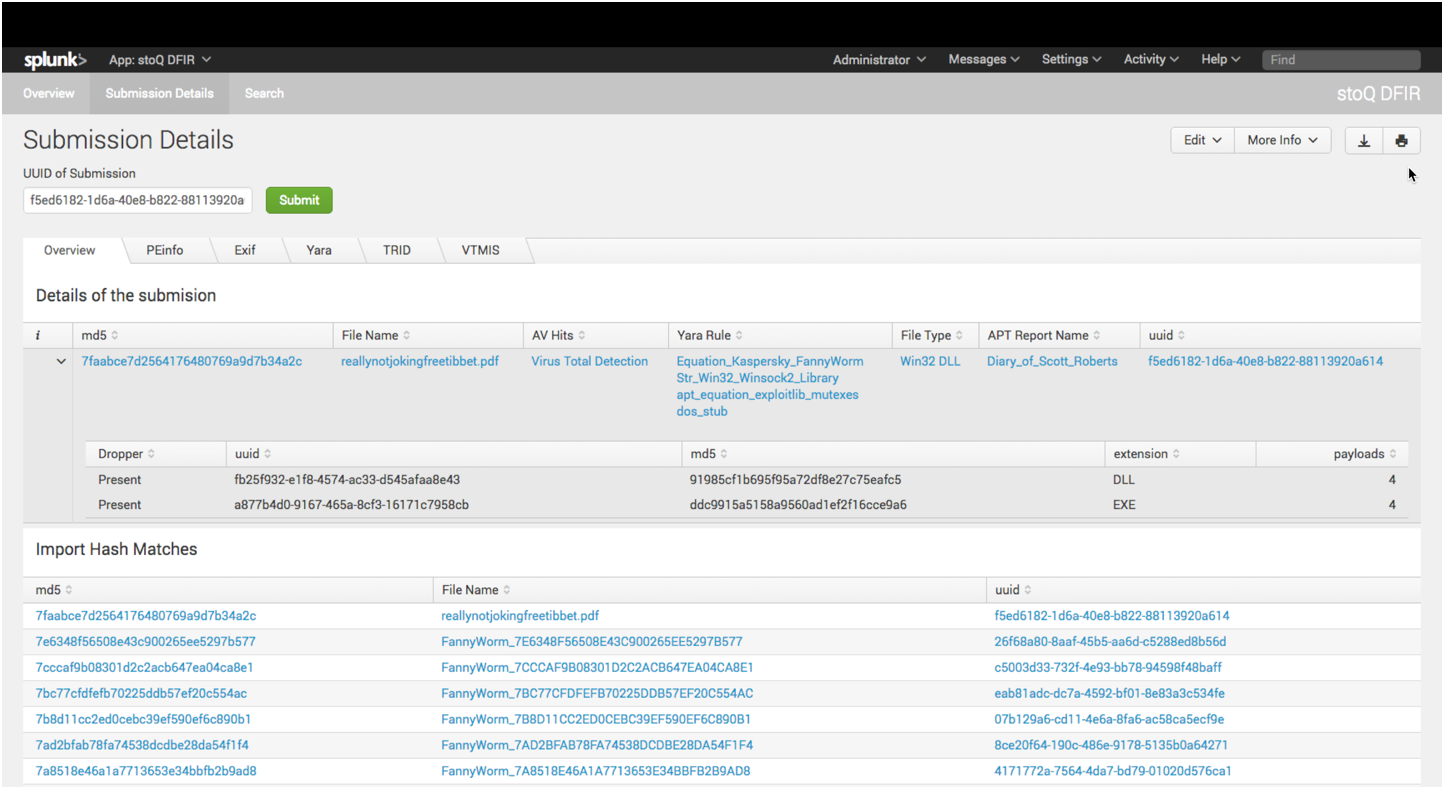 splunk> App: stoQ DFIR Administrator Messages Settings Activity Help Find
Overview Submission Details Search stoQ DFIR
Submission Details Edit More Info
UUID of Submission
f5ed6182-1d6a-40e8-b822-88113920a Submit
Overview PEinfo Exif Yara TRID VTMIS
Details of the submision
i md5 File Name AV Hits Yara Rule File Type APT Report Name uuid
7faabce7d2564176480769a9d7b34a2c reallynotjokingfreetibbet.pdf Virus Total Detection Equation_Kaspersky_FannyWorm Win32 DLL Diary_of_Scott_Roberts f5ed6182-1d6a-40e8-b822-88113920a614
Str_Win32_Winsock2_Library
apt_equation_exploitlib_mutexes
dos_stub
Dropper uuid md5 extension payloads
Present fb25f932-e1f8-4574-ac33-d545afaa8e43 91985cf1b695f95a72df8e27c75eafc5 DLL 4
Present a877b4d0-9167-465a-8cf3-16171c7958cb ddc9915a5158a9560ad1ef2f16cce9a6 EXE 4
Import Hash Matches
md5 File Name uuid
7faabce7d2564176480769a9d7b34a2c reallynotjokingfreetibbet.pdf f5ed6182-1d6a-40e8-b822-88113920a614
7e6348f56508e43c900265ee5297b577 FannyWorm_7E6348F56508E43C900265EE5297B577 26f68a80-8aaf-45b5-aa6d-c5288ed8b56d
7cccaf9b08301d2c2acb647ea04ca8e1 FannyWorm_7CCCAF9B08301D2C2ACB647EA04CA8E1 c5003d33-732f-4e93-bb78-94598f48baff
7bc77cfdfefb70225ddb57ef20c554ac FannyWorm_7BC77CFDFEFB70225DDB57EF20C554AC eab81adc-dc7a-4592-bf01-8e83a3c534fe
7b8d11cc2ed0cebc39ef590ef6c890b1 FannyWorm_7B8D11CC2ED0CEBC39EF590EF6C890B1 07b129a6-cd11-4e6a-8fa6-ac58ca5ecf9e
7ad2bfab78fa74538dcdbe28da54f1f4 FannyWorm_7AD2BFAB78FA74538DCDBE28DA54F1F4 8ce20f64-190c-486e-9178-5135b0a64271
7a8518e46a1a7713653e34bbfb2b9ad8 FannyWorm_7A8518E46A1A7713653E34BBFB2B9AD8 4171772a-7564-4da7-bd79-01020d576ca1